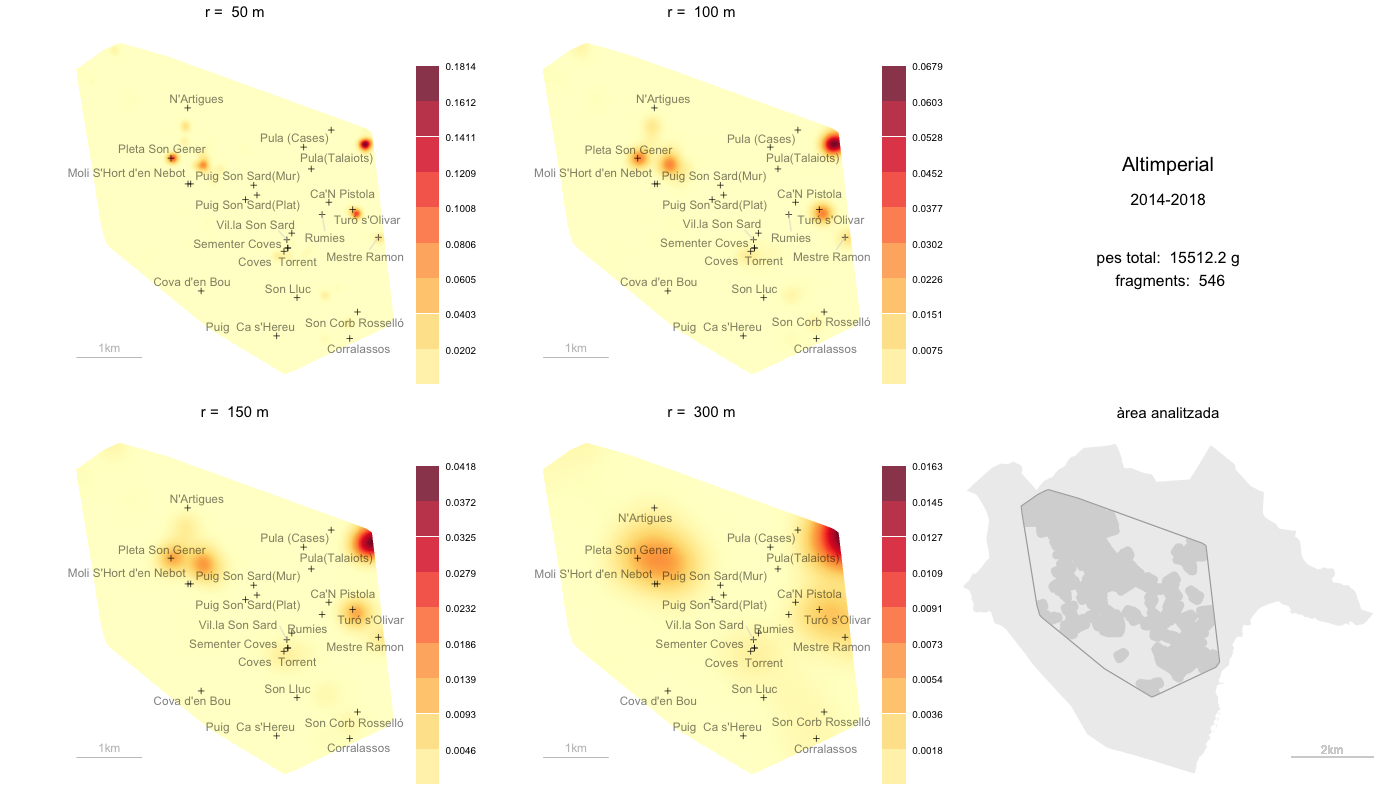 r =  50 m
0.1814
0.1612
0.1411
0.1209
0.1008
0.0806
0.0605
0.0403
0.0202
N'Artigues
Pula (Cases)
Pleta Son Gener
Pula(Talaiots)
Moli S'Hort d'en Nebot
Puig Son Sard(Mur)
Ca'N Pistola
Puig Son Sard(Plat)
Turó s'Olivar
Vil.la Son Sard
Rumies
Sementer Coves
Mestre Ramon
Coves Torrent
Cova d'en Bou
Son Lluc
Puig Ca s'Hereu
Son Corb Rosselló
Corralassos
1km
r =  100 m
0.0679
0.0603
0.0528
0.0452
0.0377
0.0302
0.0226
0.0151
0.0075
N'Artigues
Pula (Cases)
Pleta Son Gener
Pula(Talaiots)
Moli S'Hort d'en Nebot
Puig Son Sard(Mur)
Ca'N Pistola
Puig Son Sard(Plat)
Turó s'Olivar
Vil.la Son Sard
Rumies
Sementer Coves
Mestre Ramon
Coves Torrent
Cova d'en Bou
Son Lluc
Puig Ca s'Hereu
Son Corb Rosselló
Corralassos
1km
Altimperial
2014-2018
pes total:  15512.2 g
fragments:  546
r =  150 m
0.0418
0.0372
0.0325
0.0279
0.0232
0.0186
0.0139
0.0093
0.0046
N'Artigues
Pula (Cases)
Pleta Son Gener
Pula(Talaiots)
Moli S'Hort d'en Nebot
Puig Son Sard(Mur)
Ca'N Pistola
Puig Son Sard(Plat)
Turó s'Olivar
Vil.la Son Sard
Rumies
Sementer Coves
Mestre Ramon
Coves Torrent
Cova d'en Bou
Son Lluc
Puig Ca s'Hereu
Son Corb Rosselló
Corralassos
1km
r =  300 m
0.0163
0.0145
0.0127
0.0109
0.0091
0.0073
0.0054
0.0036
0.0018
N'Artigues
Pula (Cases)
Pleta Son Gener
Pula(Talaiots)
Moli S'Hort d'en Nebot
Puig Son Sard(Mur)
Ca'N Pistola
Puig Son Sard(Plat)
Turó s'Olivar
Vil.la Son Sard
Rumies
Sementer Coves
Mestre Ramon
Coves Torrent
Cova d'en Bou
Son Lluc
Puig Ca s'Hereu
Son Corb Rosselló
Corralassos
1km
àrea analitzada
2km